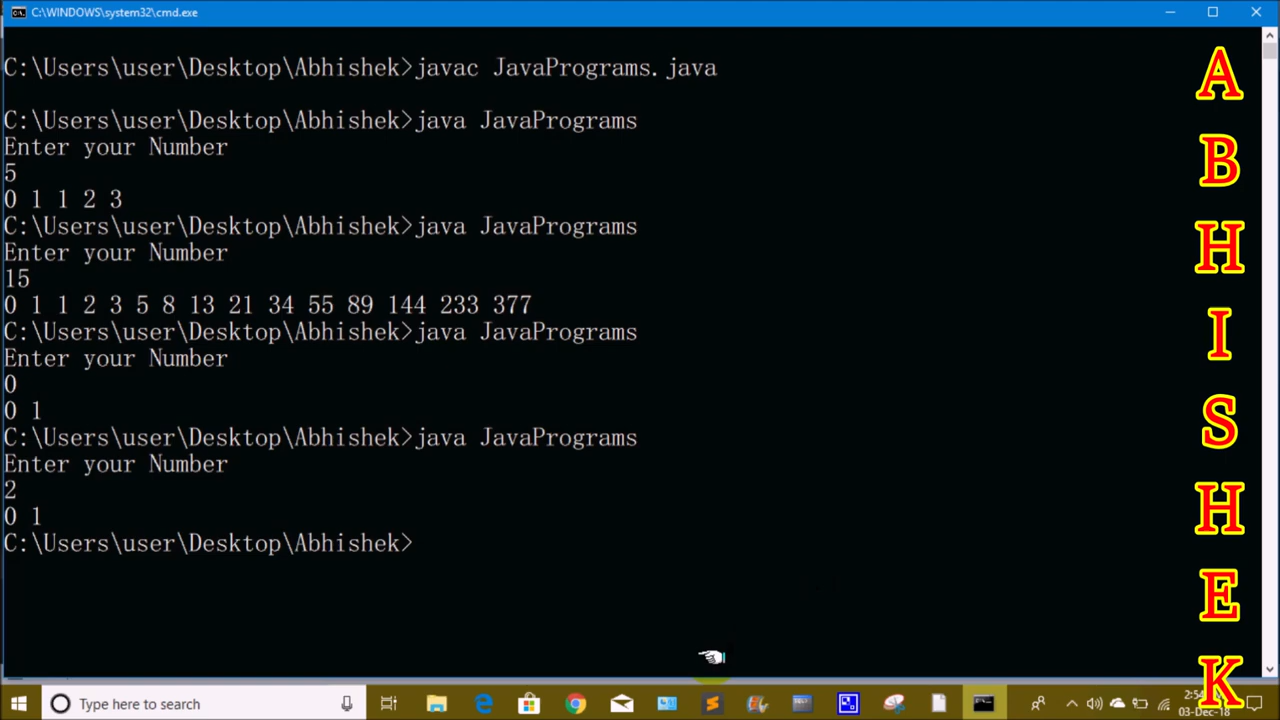 C:\WINDOWS\system32\cmd.exe
C:\Users\user\Desktop\Abhishek>javac JavaPrograms.java
C:\Users\user\Desktop\Abhishek>java JavaPrograms
Enter your Number
5
0 1 1 2 3
C:\Users\user\Desktop\Abhishek>java JavaPrograms
Enter your Number
15
0 1 1 2 3 5 8 13 21 34 55 89 144 233 377
C:\Users\user\Desktop\Abhishek>java JavaPrograms
Enter your Number
0
0 1
C:\Users\user\Desktop\Abhishek>java JavaPrograms
Enter your Number
2
0 1
C:\Users\user\Desktop\Abhishek>
A
B
H
I
S
H
E
K
Type here to search
03-Dec-18